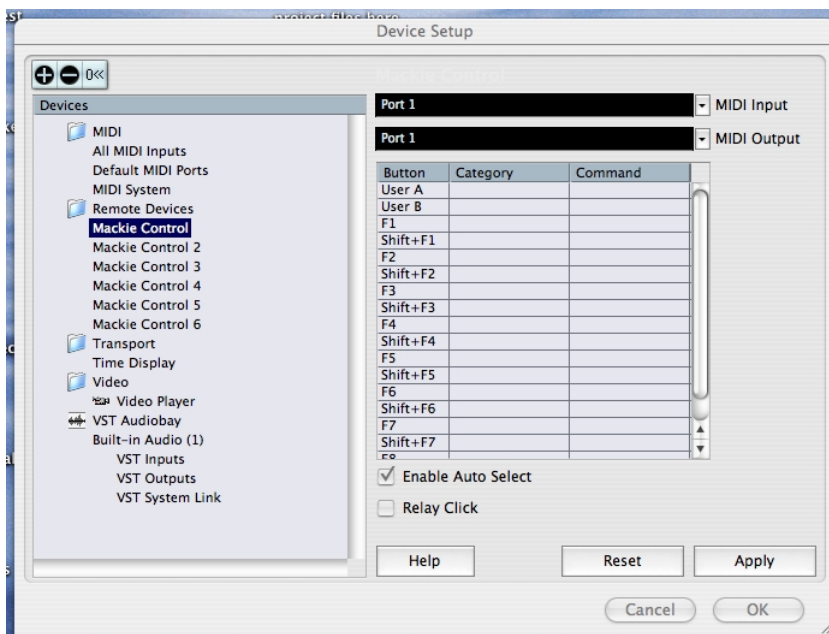 project files here
Device Setup
0<<
Mackie Control
Devices
MIDI
All MIDI Inputs
Default MIDI Ports
MIDI System
Remote Devices
Mackie Control
Mackie Control 2
Mackie Control 3
Mackie Control 4
Mackie Control 5
Mackie Control 6
Transport
Time Display
Video
Video Player
VST Audiobay
Built-in Audio (1)
VST Inputs
VST Outputs
VST System Link
Port 1 MIDI Input
Port 1 MIDI Output
Button Category Command
User A
User B
F1
Shift+F1
F2
Shift+F2
F3
Shift+F3
F4
Shift+F4
F5
Shift+F5
F6
Shift+F6
F7
Shift+F7
F8
Enable Auto Select
Relay Click
Help Reset Apply
Cancel OK